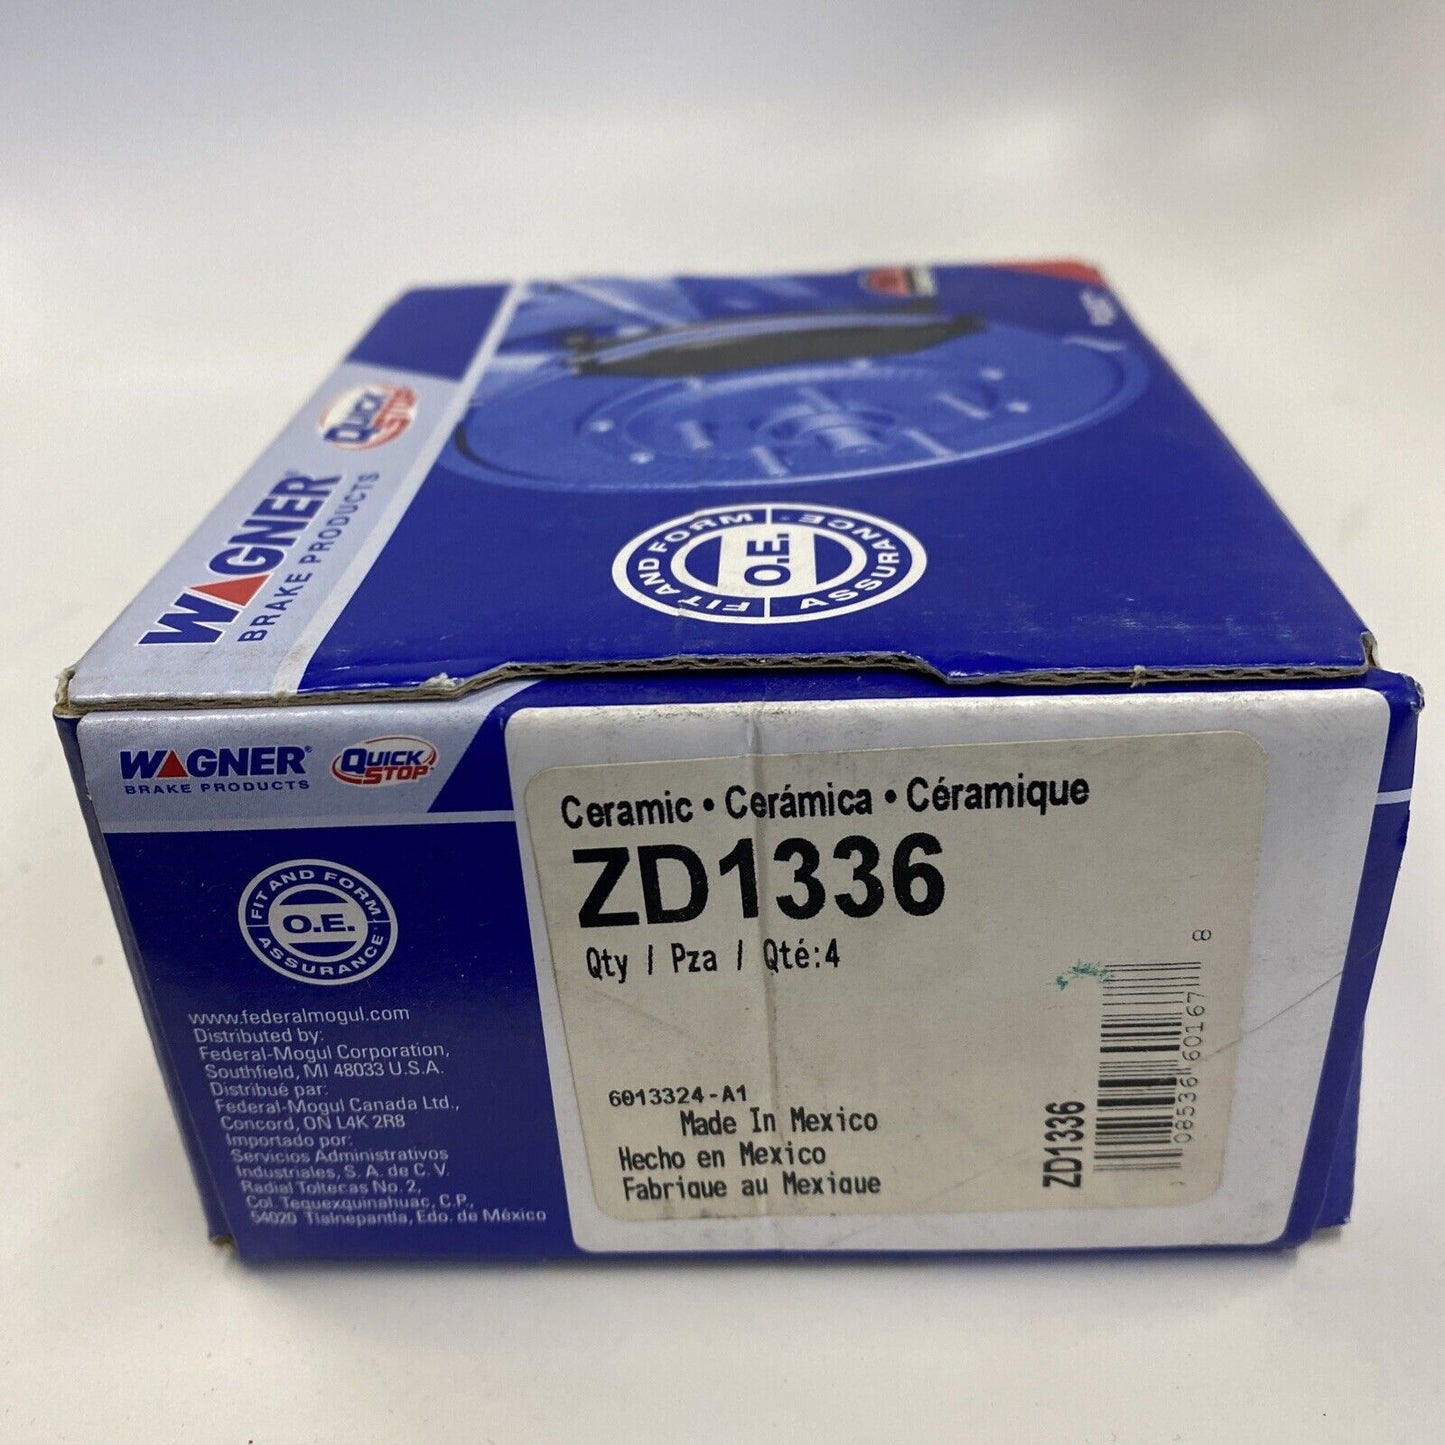 QUICK
STOP
WAGNER®
BRAKE PRODUCTS
FIT AND FORM
O.E.
ASSURANCE
WAGNER®
BRAKE PRODUCTS
QUICK
STOP
FIT AND FORM
O.E.
ASSURANCE
www.federalmogul.com
Distributed by:
Federal-Mogul Corporation,
Southfield, MI 48033 U.S.A.
Distribué par:
Federal-Mogul Canada Ltd.,
Concord, ON L4K 2R8
Importado por:
Servicios Administrativos
Industriales, S. A. de C. V.
Radial Toltecas No. 2,
Col. Tequexquinahuac, C.P.,
54020 Tlalnepantla, Edo. de México
Ceramic • Cerámica • Céramique
ZD1336
Qty / Pza / Qté:4
6013324-A1
Made In Mexico
Hecho en Mexico
Fabrique au Mexique
ZD1336
08536 60167 8